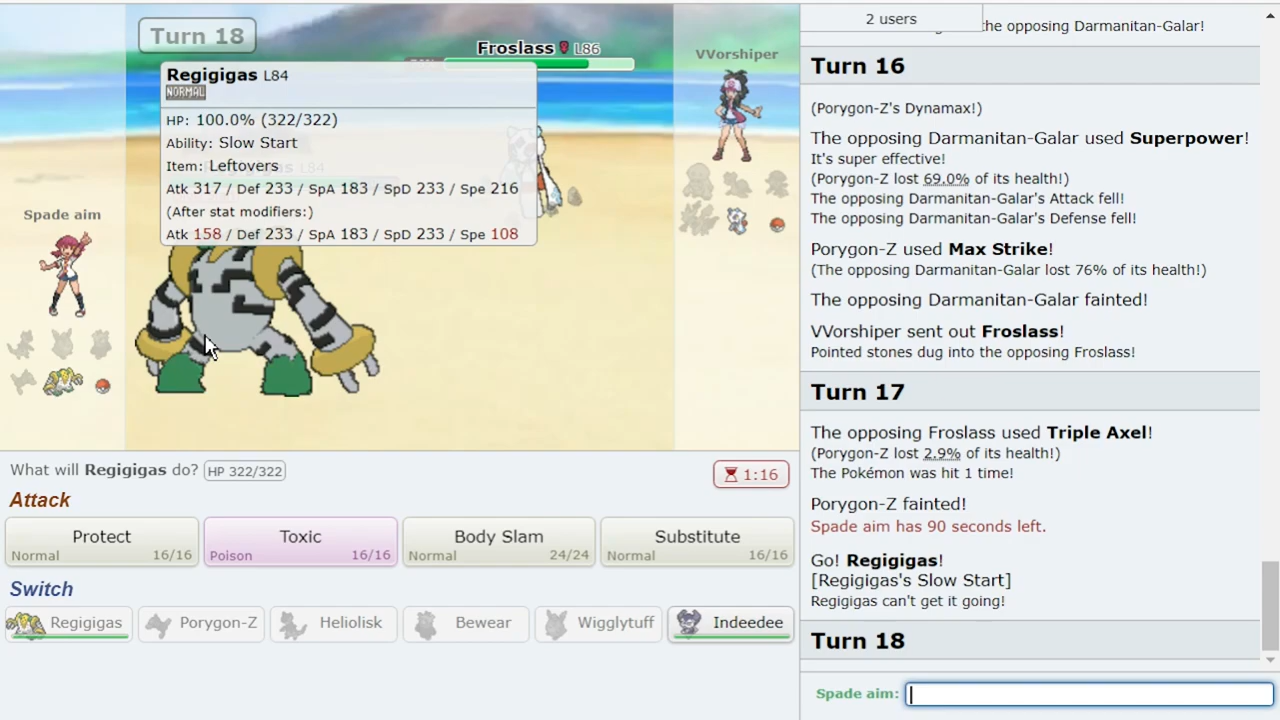 Turn 18
Froslass L86
Regigigas L84
NORMAL
HP: 100.0% (322/322)
Ability: Slow Start
Item: Leftovers
Atk 317 / Def 233 / SpA 183 / SpD 233 / Spe 216
(After stat modifiers:)
Atk 158 / Def 233 / SpA 183 / SpD 233 / Spe 108
Spade aim
VVorshiper
What will Regigigas do? HP 322/322
1:16
Attack
Protect
Normal 16/16
Toxic
Poison 16/16
Body Slam
Normal 24/24
Substitute
Normal 16/16
Switch
Regigigas
Porygon-Z
Heliolisk
Bewear
Wigglytuff
Indeedee
2 users
the opposing Darmanitan-Galar!
Turn 16
(Porygon-Z's Dynamax!)
The opposing Darmanitan-Galar used Superpower!
It's super effective!
(Porygon-Z lost 69.0% of its health!)
The opposing Darmanitan-Galar's Attack fell!
The opposing Darmanitan-Galar's Defense fell!
Porygon-Z used Max Strike!
(The opposing Darmanitan-Galar lost 76% of its health!)
The opposing Darmanitan-Galar fainted!
VVorshiper sent out Froslass!
Pointed stones dug into the opposing Froslass!
Turn 17
The opposing Froslass used Triple Axel!
(Porygon-Z lost 2.9% of its health!)
The Pokémon was hit 1 time!
Porygon-Z fainted!
Spade aim has 90 seconds left.
Go! Regigigas!
[Regigigas's Slow Start]
Regigigas can't get it going!
Turn 18
Spade aim: